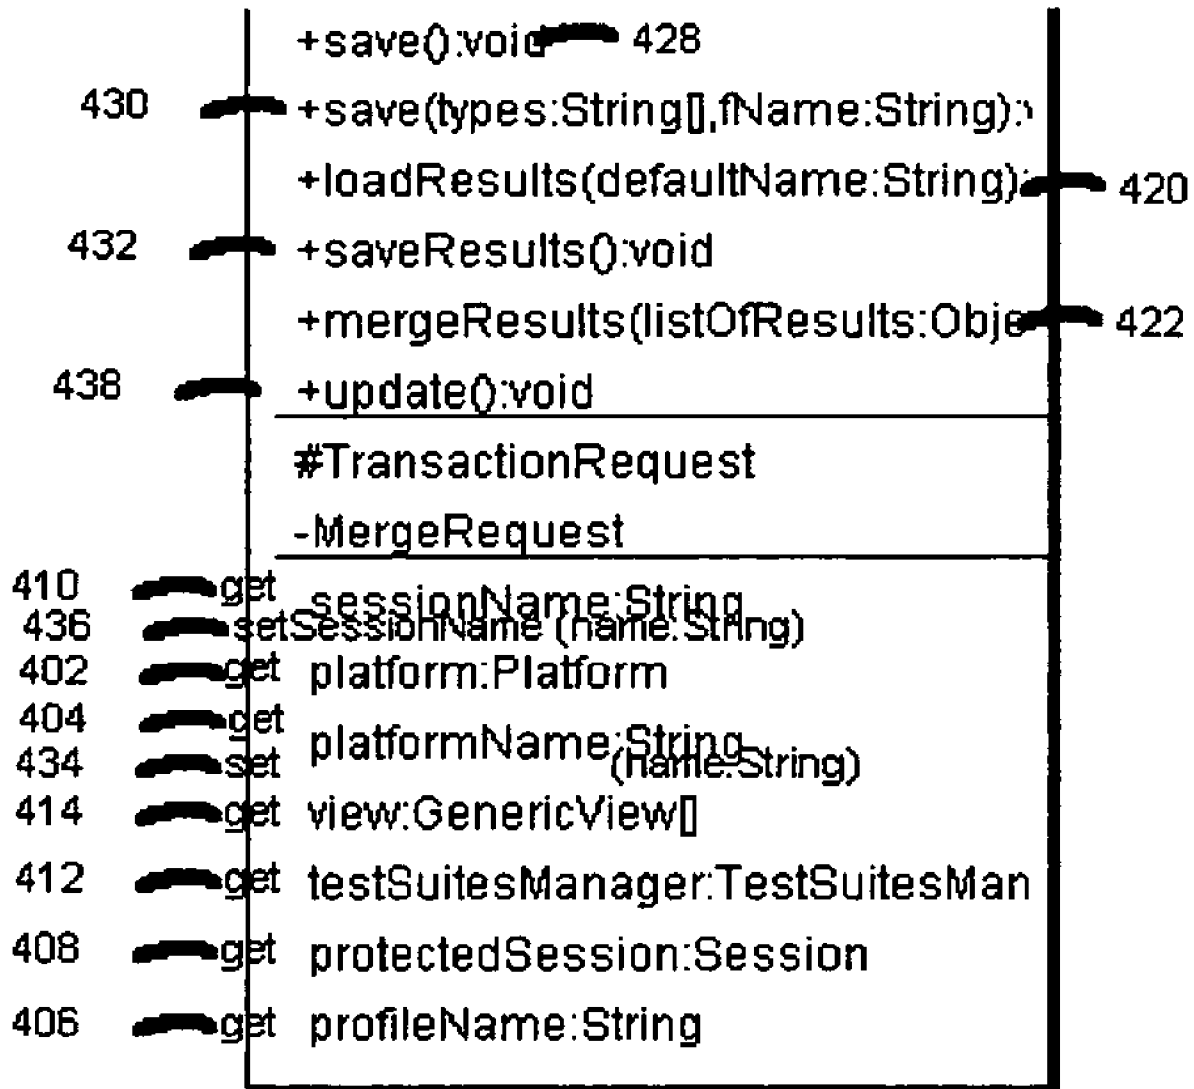 +save():void 428
430 +save(types:String[],fName:String):
+loadResults(defaultName:String): 420
432 +saveResults():void
+mergeResults(listOfResults:Obje 422
438 +update():void
#TransactionRequest
-MergeRequest
410 get sessionName:String
436 setSessionName (name:String)
402 get platform:Platform
404 get platformName:String
434 set (name:String)
414 get view:GenericView[]
412 get testSuitesManager:TestSuitesMan
408 get protectedSession:Session
406 get profileName:String